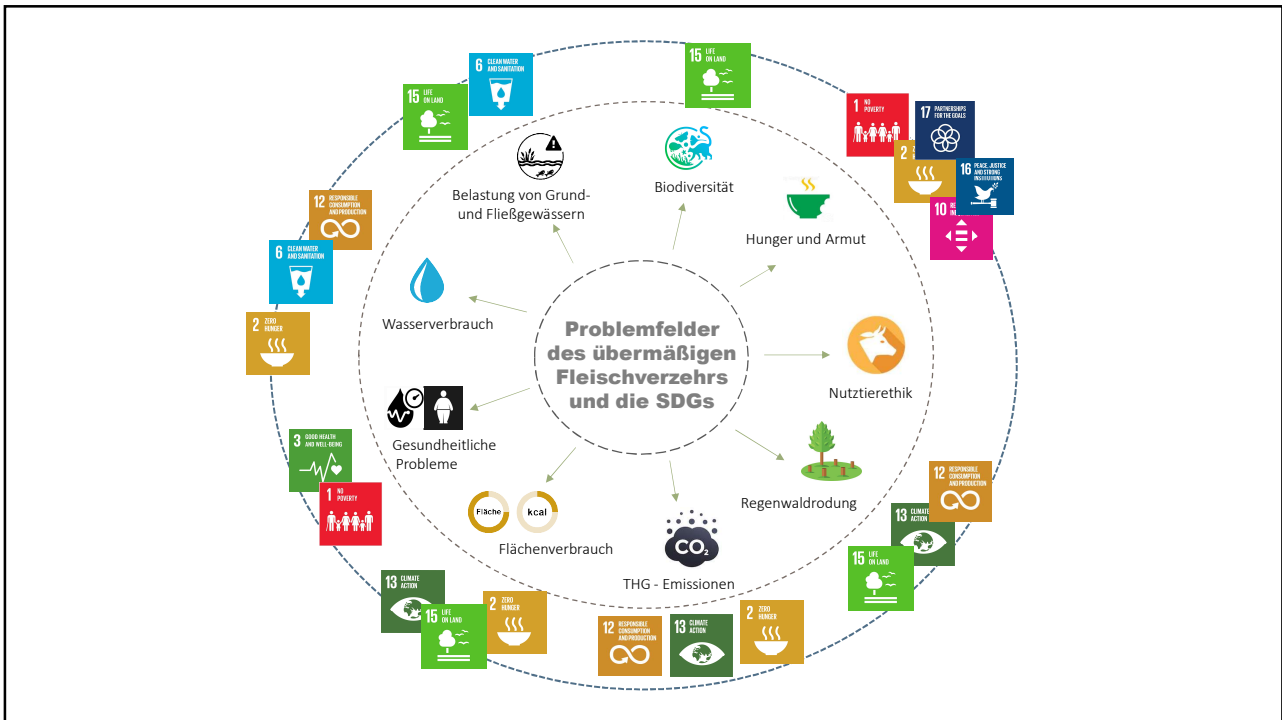 15 LIFE
ON LAND
6 CLEAN WATER
AND SANITATION
15 LIFE
ON LAND
1 NO
POVERTY
17 PARTNERSHIPS
FOR THE GOALS
2
16 PEACE, JUSTICE
AND STRONG
INSTITUTIONS
10
12 RESPONSIBLE
CONSUMPTION
AND PRODUCTION
6 CLEAN WATER
AND SANITATION
2 ZERO
HUNGER
Belastung von Grund-
und Fließgewässern
Biodiversität
Hunger und Armut
Wasserverbrauch
Problemfelder
des übermäßigen
Fleischverzehrs
und die SDGs
Nutztierethik
Gesundheitliche
Probleme
Regenwaldrodung
Fläche
kcal
Flächenverbrauch
CO2
THG - Emissionen
3 GOOD HEALTH
AND WELL-BEING
1 NO
POVERTY
12 RESPONSIBLE
CONSUMPTION
AND PRODUCTION
13 CLIMATE
ACTION
15 LIFE
ON LAND
13 CLIMATE
ACTION
15 LIFE
ON LAND
2 ZERO
HUNGER
12 RESPONSIBLE
CONSUMPTION
AND PRODUCTION
13 CLIMATE
ACTION
2 ZERO
HUNGER